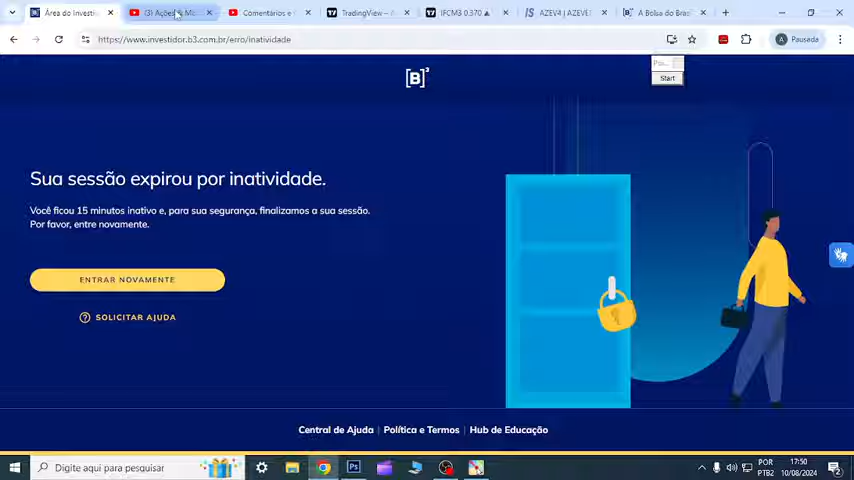 Área do Investi
(3) Ações &
Comentários e
TradingView –
IFCM3 0.370 ▲
AZEV4 | AZEVE
A Bolsa do Bras
https://www.investidor.b3.com.br/erro/inatividade
A Pausada
[B]³
Start
Sua sessão expirou por inatividade.
Você ficou 15 minutos inativo e, para sua segurança, finalizamos a sua sessão.
Por favor, entre novamente.
ENTRAR NOVAMENTE
SOLICITAR AJUDA
Central de Ajuda | Política e Termos | Hub de Educação
Digite aqui para pesquisar
POR
PTB2
17:50
10/08/2024
2